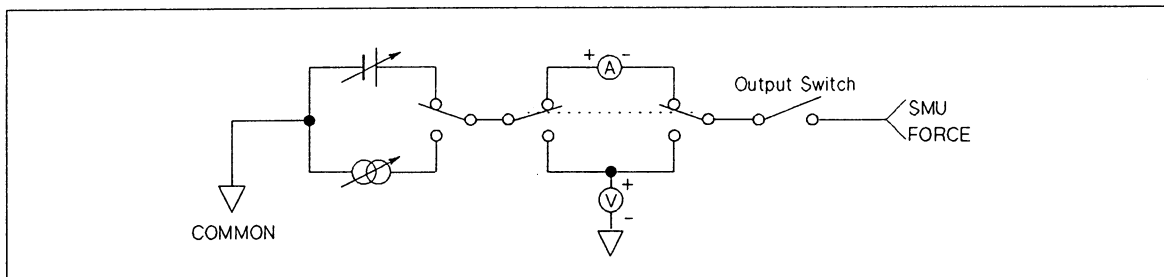 + -
A
Output Switch
SMU
FORCE
COMMON
+
V
-